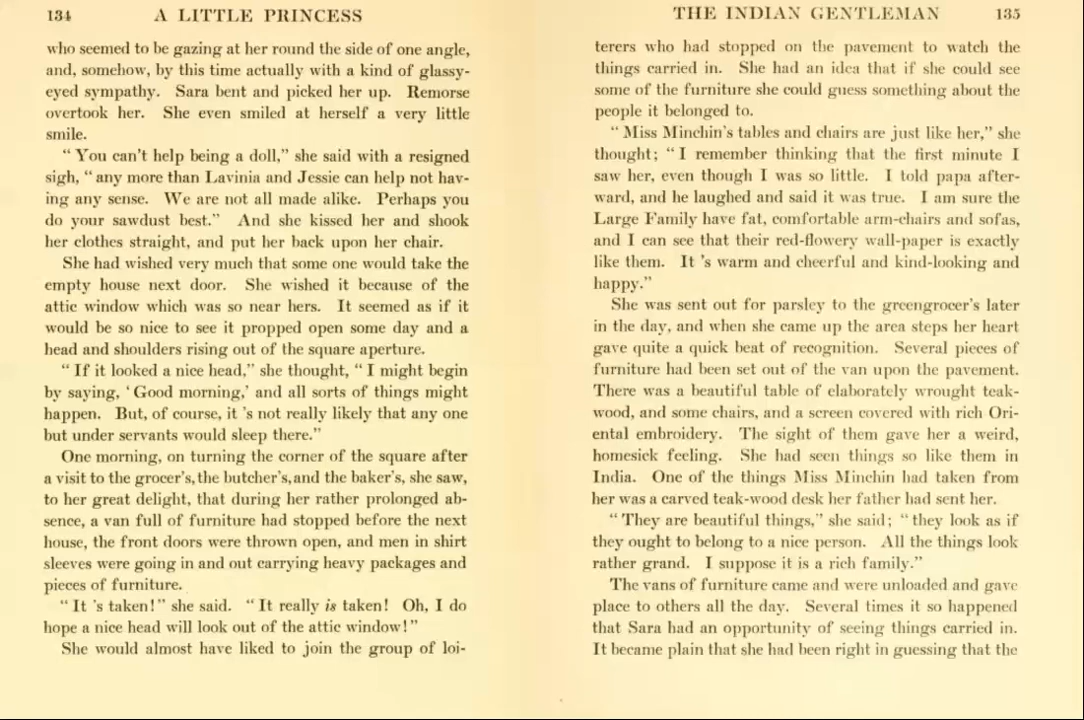 134 A LITTLE PRINCESS
who seemed to be gazing at her round the side of one angle,
and, somehow, by this time actually with a kind of glassy-
eyed sympathy. Sara bent and picked her up. Remorse
overtook her. She even smiled at herself a very little
smile.
“ You can't help being a doll,” she said with a resigned
sigh, “ any more than Lavinia and Jessie can help not hav-
ing any sense. We are not all made alike. Perhaps you
do your sawdust best.” And she kissed her and shook
her clothes straight, and put her back upon her chair.
She had wished very much that some one would take the
empty house next door. She wished it because of the
attic window which was so near hers. It seemed as if it
would be so nice to see it propped open some day and a
head and shoulders rising out of the square aperture.
“ If it looked a nice head,” she thought, “ I might begin
by saying, ‘ Good morning,’ and all sorts of things might
happen. But, of course, it 's not really likely that any one
but under servants would sleep there.”
One morning, on turning the corner of the square after
a visit to the grocer's, the butcher's, and the baker's, she saw,
to her great delight, that during her rather prolonged ab-
sence, a van full of furniture had stopped before the next
house, the front doors were thrown open, and men in shirt
sleeves were going in and out carrying heavy packages and
pieces of furniture.
“ It 's taken! ” she said. “ It really is taken! Oh, I do
hope a nice head will look out of the attic window! ”
She would almost have liked to join the group of loi-
THE INDIAN GENTLEMAN 135
terers who had stopped on the pavement to watch the
things carried in. She had an idea that if she could see
some of the furniture she could guess something about the
people it belonged to.
“ Miss Minchin's tables and chairs are just like her,” she
thought; “ I remember thinking that the first minute I
saw her, even though I was so little. I told papa after-
ward, and he laughed and said it was true. I am sure the
Large Family have fat, comfortable arm-chairs and sofas,
and I can see that their red-flowery wall-paper is exactly
like them. It 's warm and cheerful and kind-looking and
happy.”
She was sent out for parsley to the greengrocer's later
in the day, and when she came up the area steps her heart
gave quite a quick beat of recognition. Several pieces of
furniture had been set out of the van upon the pavement.
There was a beautiful table of elaborately wrought teak-
wood, and some chairs, and a screen covered with rich Ori-
ental embroidery. The sight of them gave her a weird,
homesick feeling. She had seen things so like them in
India. One of the things Miss Minchin had taken from
her was a carved teak-wood desk her father had sent her.
“ They are beautiful things,” she said; “ they look as if
they ought to belong to a nice person. All the things look
rather grand. I suppose it is a rich family.”
The vans of furniture came and were unloaded and gave
place to others all the day. Several times it so happened
that Sara had an opportunity of seeing things carried in.
It became plain that she had been right in guessing that the